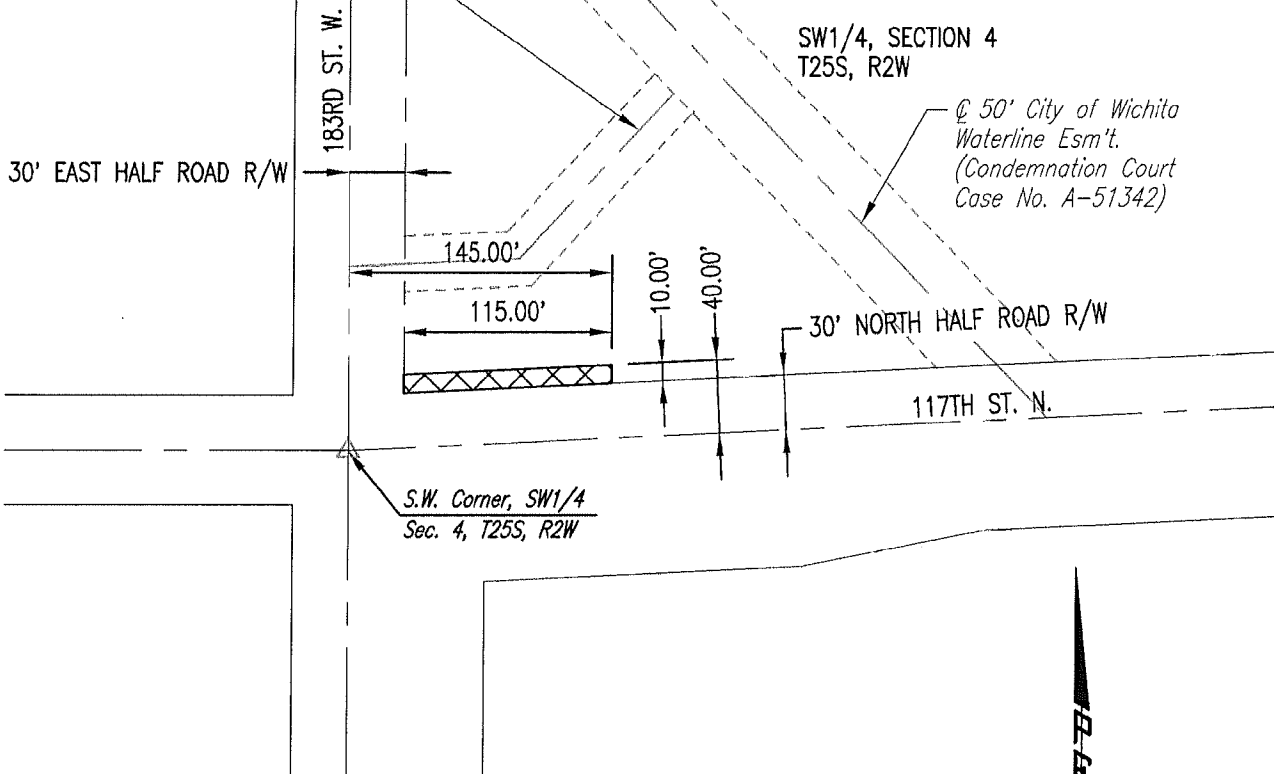 183RD ST. W.
SW1/4, SECTION 4
T25S, R2W
℄ 50' City of Wichita
Waterline Esm't.
(Condemnation Court
Case No. A-51342)
30' EAST HALF ROAD R/W
145.00'
115.00'
10.00'
40.00'
30' NORTH HALF ROAD R/W
117TH ST. N.
S.W. Corner, SW1/4
Sec. 4, T25S, R2W